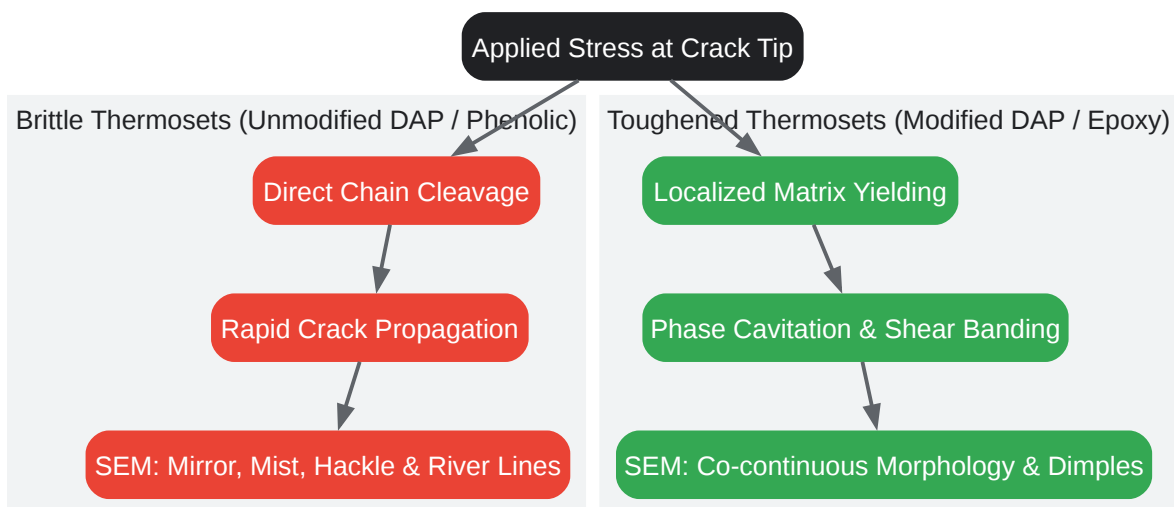 Applied Stress at Crack Tip
Brittle Thermosets (Unmodified DAP / Phenolic)
Direct Chain Cleavage
Rapid Crack Propagation
SEM: Mirror, Mist, Hackle & River Lines
Toughened Thermosets (Modified DAP / Epoxy)
Localized Matrix Yielding
Phase Cavitation & Shear Banding
SEM: Co-continuous Morphology & Dimples